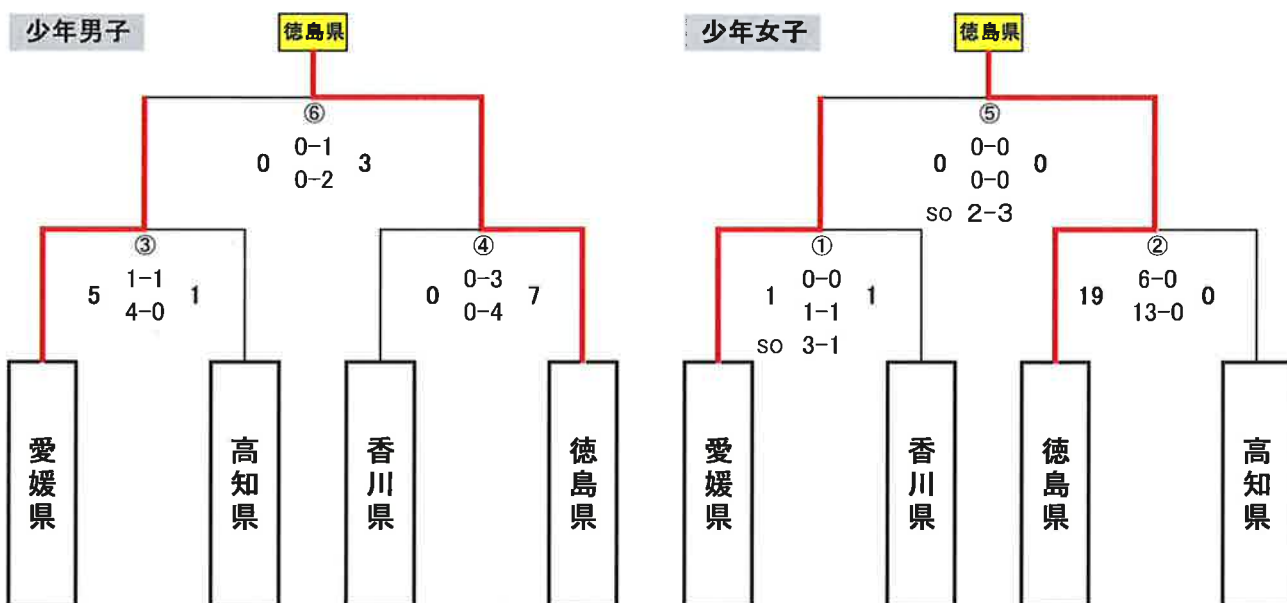 少年男子
徳島県
⑥
0 0-1 3
0-2
③
5 1-1 1
4-0
④
0 0-3 7
0-4
愛媛県
高知県
香川県
徳島県
少年女子
徳島県
⑤
0 0-0 0
0-0
so 2-3
①
1 0-0 1
1-1
so 3-1
②
19 6-0 0
13-0
愛媛県
香川県
徳島県
高知県